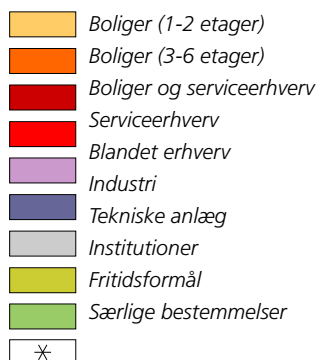 Boliger (1-2 etager)
Boliger (3-6 etager)
Boliger og serviceerhverv
Serviceerhverv
Blandet erhverv
Industri
Tekniske anlæg
Institutioner
Fritidsformål
Særlige bestemmelser